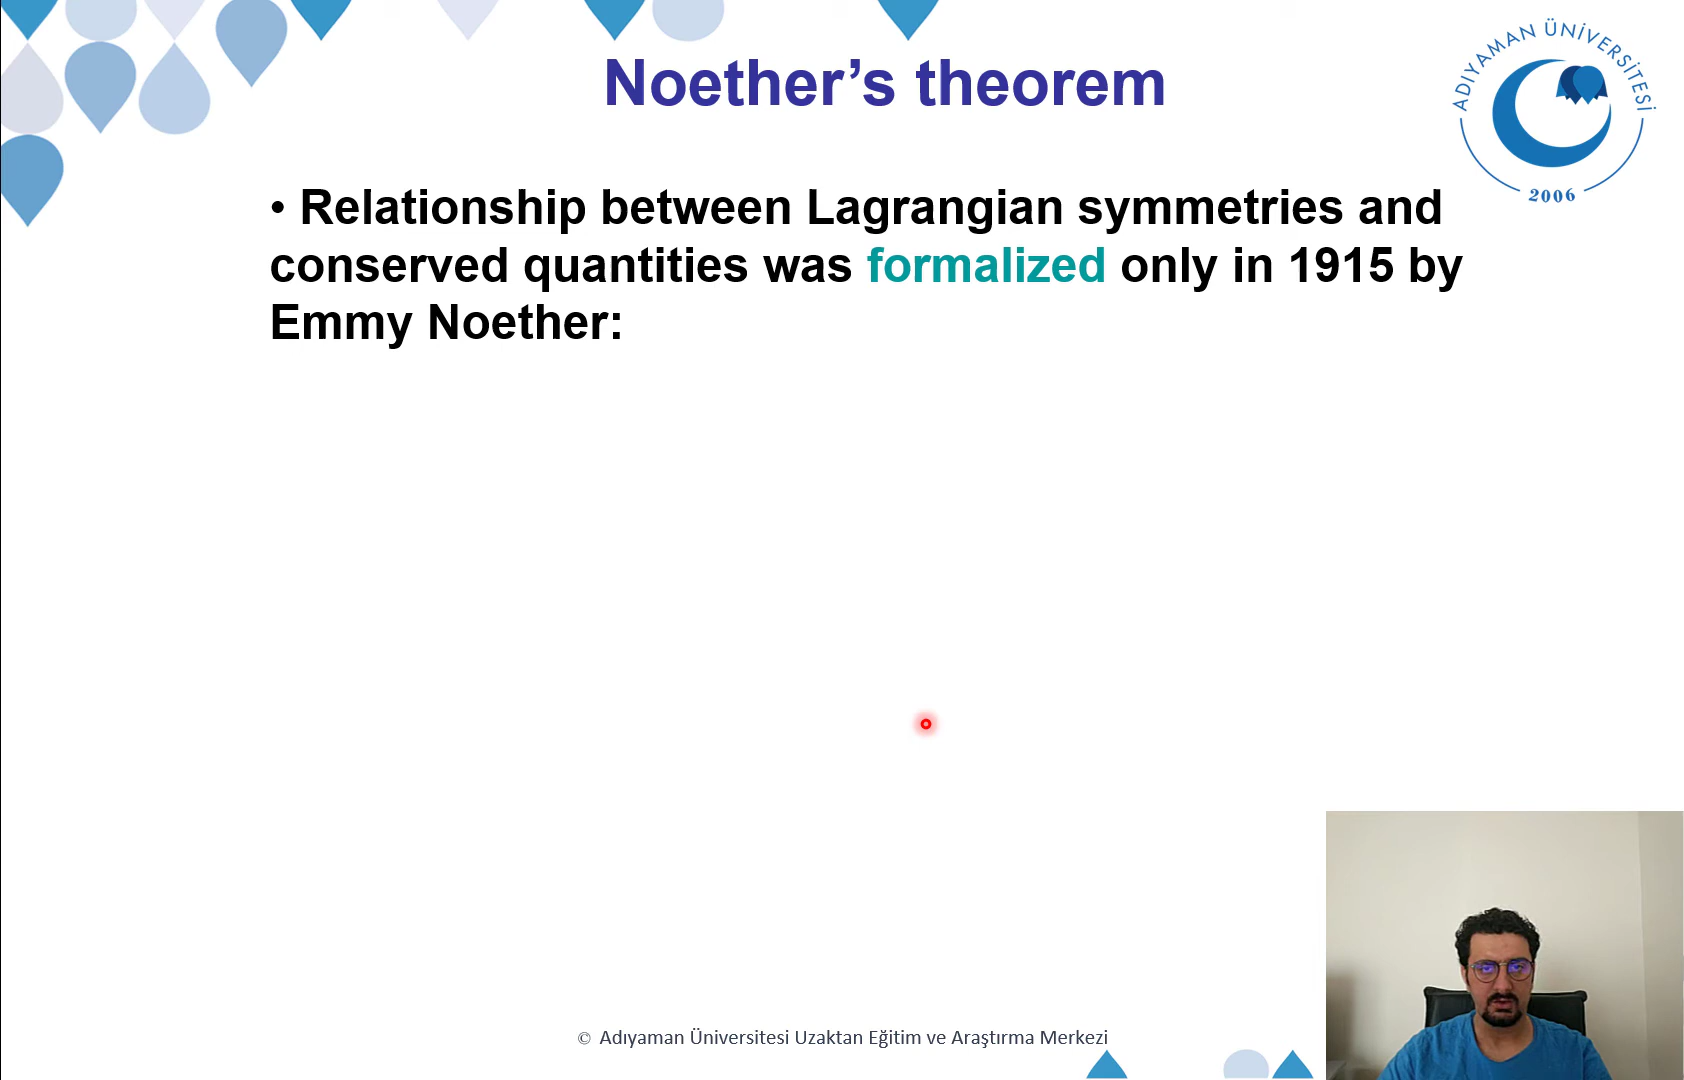 Noether’s theorem
ADIYAMAN ÜNİVERSİTESİ
2006
• Relationship between Lagrangian symmetries and
conserved quantities was formalized only in 1915 by
Emmy Noether:
© Adıyaman Üniversitesi Uzaktan Eğitim ve Araştırma Merkezi